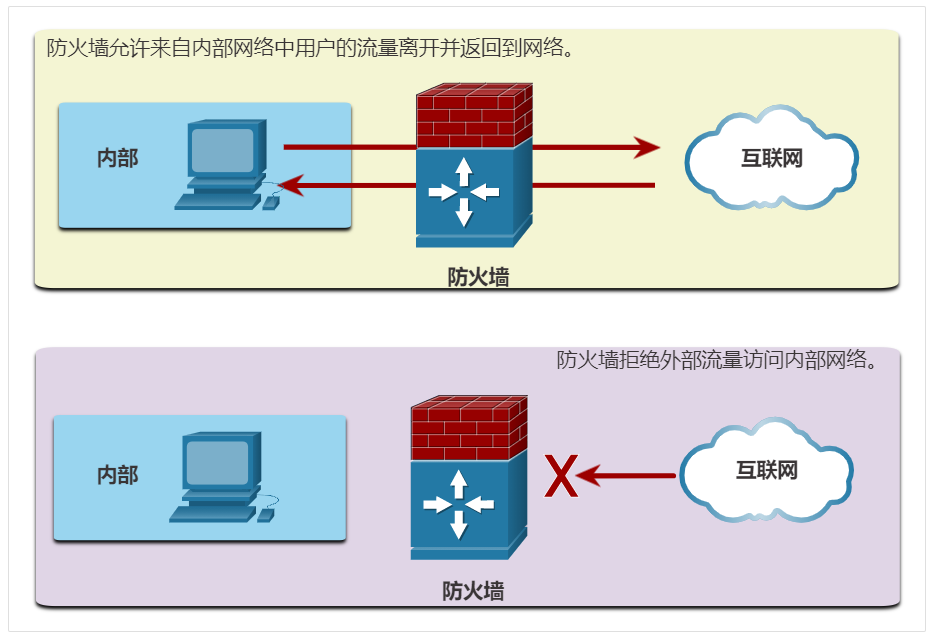 防火墙允许来自内部网络中用户的流量离开并返回到网络。
内部
互联网
防火墙
防火墙拒绝外部流量访问内部网络。
内部
X
互联网
防火墙